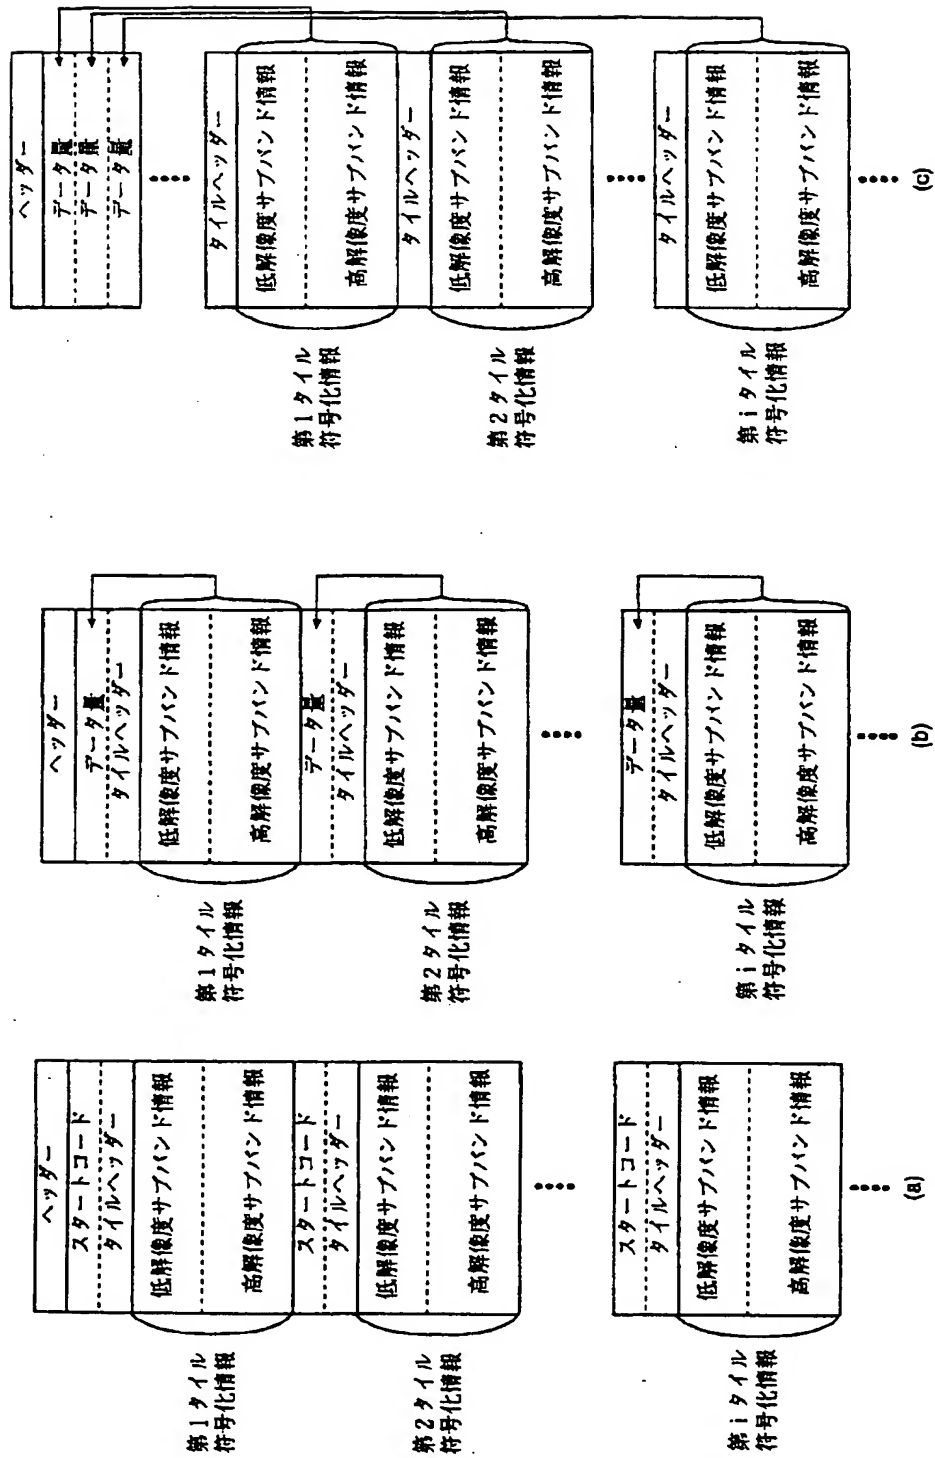 ヘッダー
スタートコード
タイルヘッダー
低解像度サブバンド情報
高解像度サブバンド情報
スタートコード
タイルヘッダー
低解像度サブバンド情報
高解像度サブバンド情報
スタートコード
タイルヘッダー
低解像度サブバンド情報
高解像度サブバンド情報
第1タイル
符号化情報
第2タイル
符号化情報
第iタイル
符号化情報
(a)
ヘッダー
データ量
タイルヘッダー
低解像度サブバンド情報
高解像度サブバンド情報
データ量
タイルヘッダー
低解像度サブバンド情報
高解像度サブバンド情報
データ量
タイルヘッダー
低解像度サブバンド情報
高解像度サブバンド情報
第1タイル
符号化情報
第2タイル
符号化情報
第iタイル
符号化情報
(b)
ヘッダー
データ量
データ量
データ量
タイルヘッダー
低解像度サブバンド情報
高解像度サブバンド情報
タイルヘッダー
低解像度サブバンド情報
高解像度サブバンド情報
タイルヘッダー
低解像度サブバンド情報
高解像度サブバンド情報
第1タイル
符号化情報
第2タイル
符号化情報
第iタイル
符号化情報
(c)